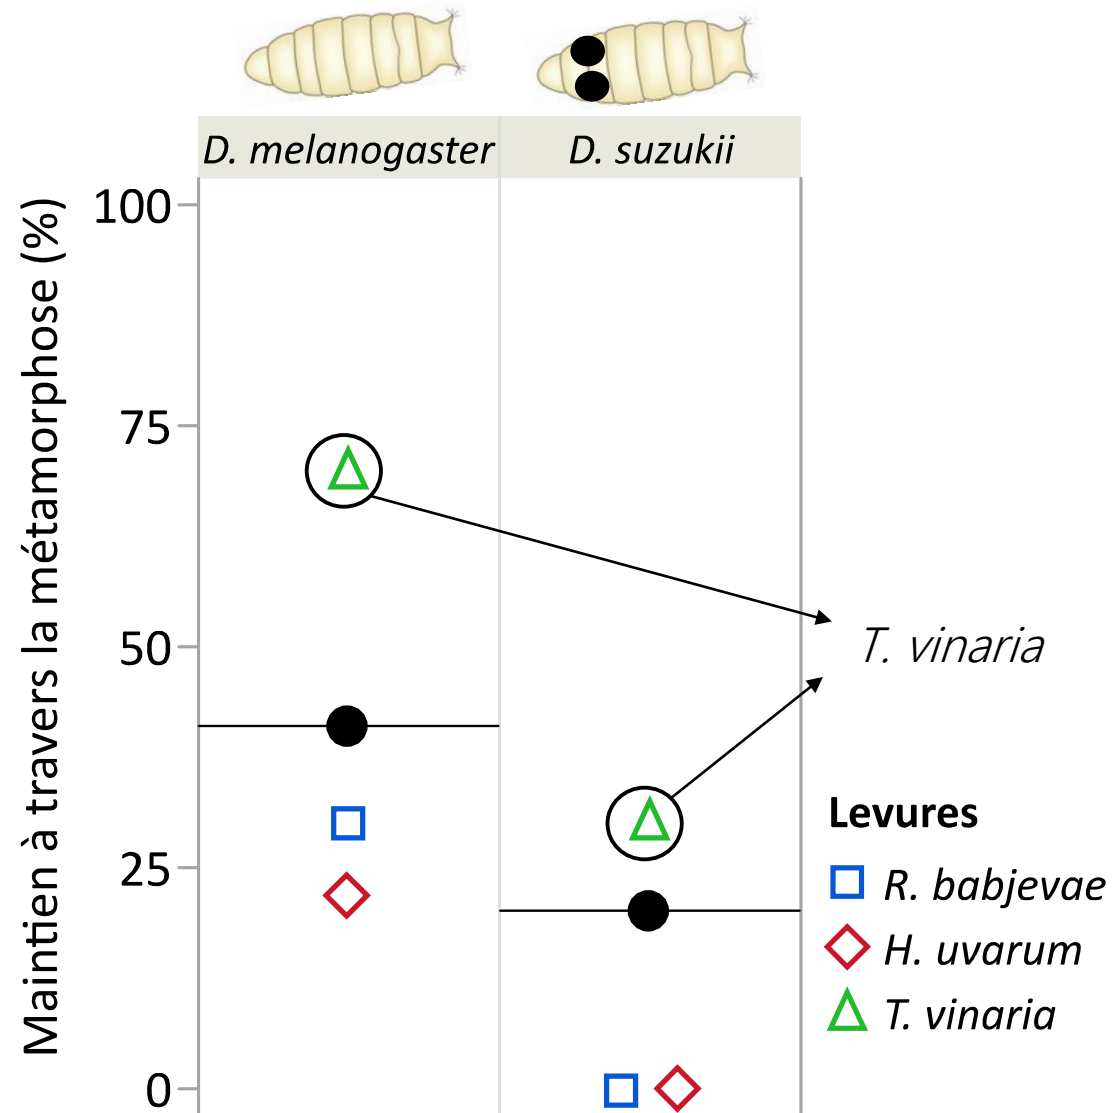 D. melanogaster
D. suzukii
Maintien à travers la métamorphose (%)
100
75
50
25
0
T. vinaria
Levures
R. babjevae
H. uvarum
T. vinaria